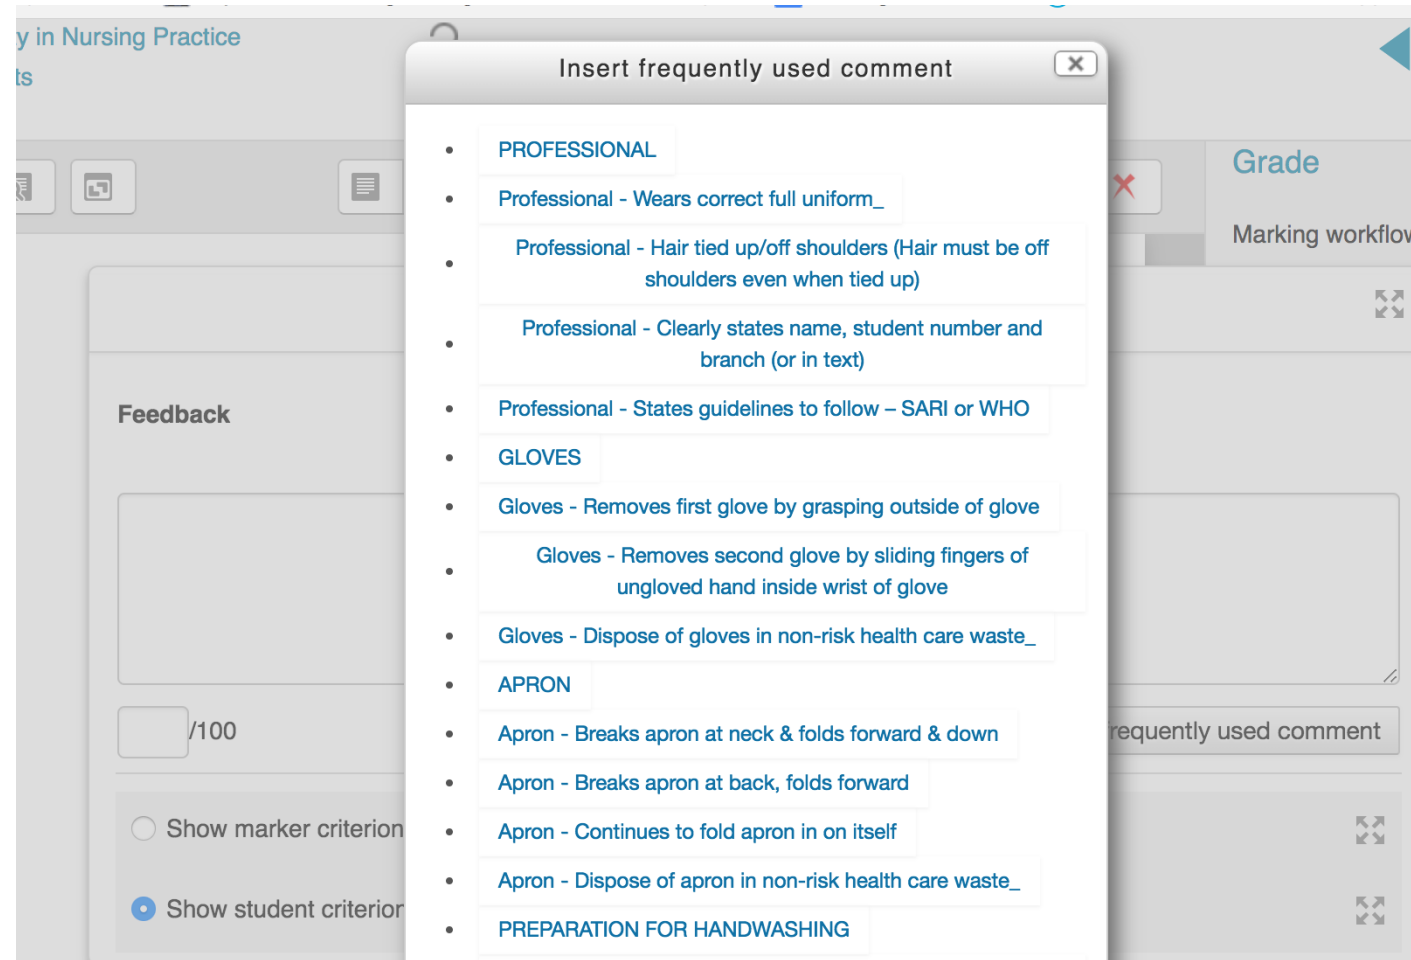 y in Nursing Practice
ts
Insert frequently used comment
PROFESSIONAL
Professional - Wears correct full uniform_
Professional - Hair tied up/off shoulders (Hair must be off
shoulders even when tied up)
Professional - Clearly states name, student number and
branch (or in text)
Professional - States guidelines to follow – SARI or WHO
GLOVES
Gloves - Removes first glove by grasping outside of glove
Gloves - Removes second glove by sliding fingers of
ungloved hand inside wrist of glove
Gloves - Dispose of gloves in non-risk health care waste_
APRON
Apron - Breaks apron at neck & folds forward & down
Apron - Breaks apron at back, folds forward
Apron - Continues to fold apron in on itself
Apron - Dispose of apron in non-risk health care waste_
PREPARATION FOR HANDWASHING
Grade
Marking workflow
Feedback
/100
requently used comment
Show marker criterion
Show student criterion